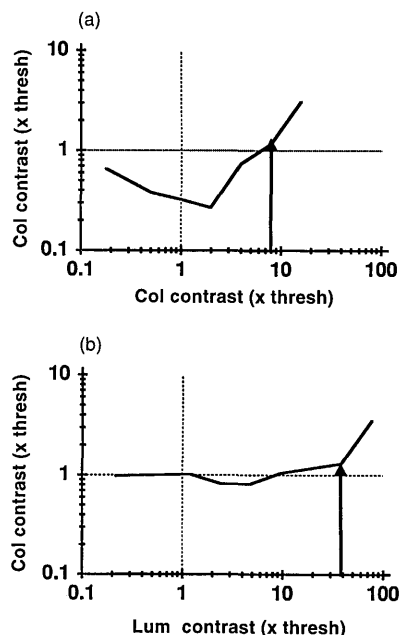 (a)
10
1
0.1
0.1 1 10 100
Col contrast (x thresh)
Col contrast (x thresh)
(b)
10
1
0.1
0.1 1 10 100
Col contrast (x thresh)
Lum contrast (x thresh)